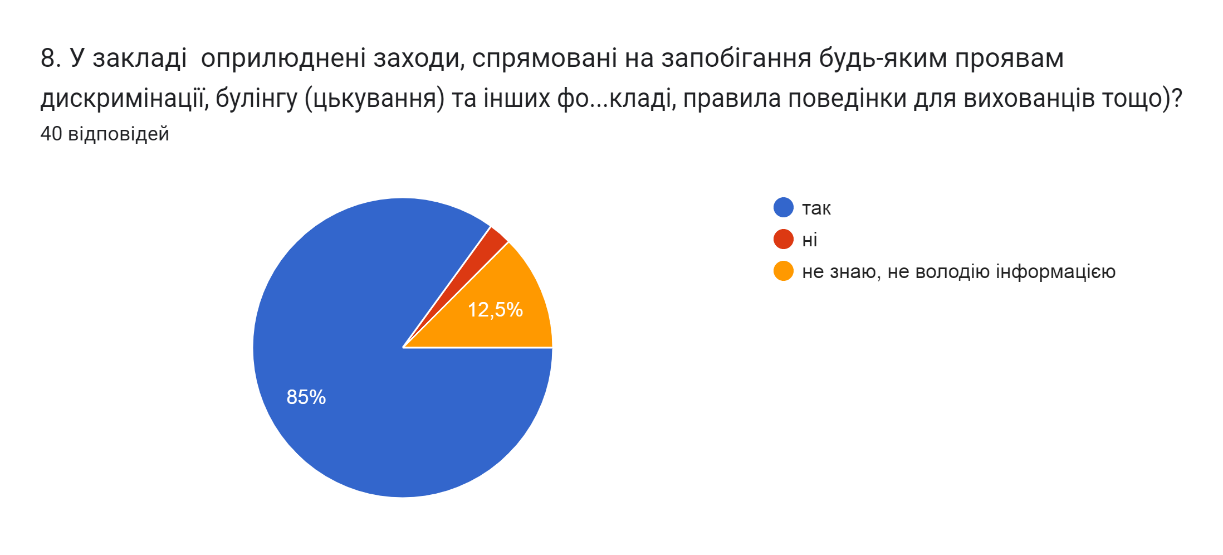 8. У закладі  оприлюднені заходи, спрямовані на запобігання будь-яким проявам
дискримінації, булінгу (цькування) та інших фо...кладі, правила поведінки для вихованців тощо)?
40 відповідей
так
ні
не знаю, не володію інформацією
12,5%
85%